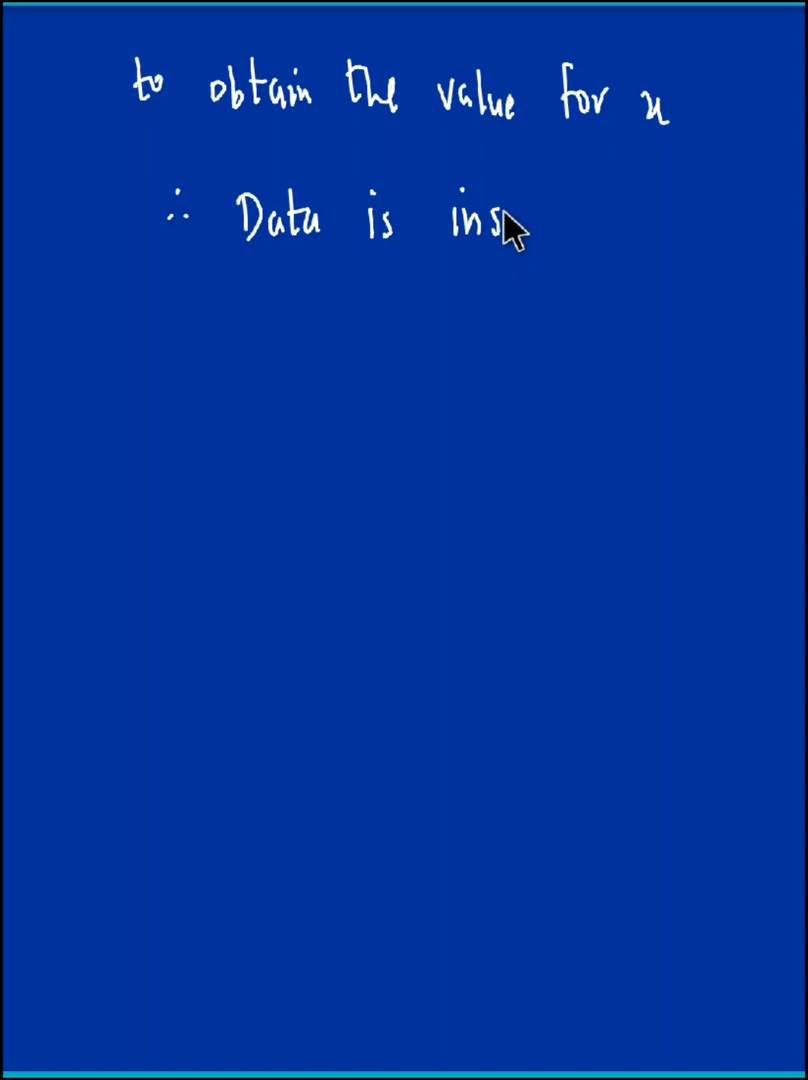 to obtain the value for x
∴ Data is ins